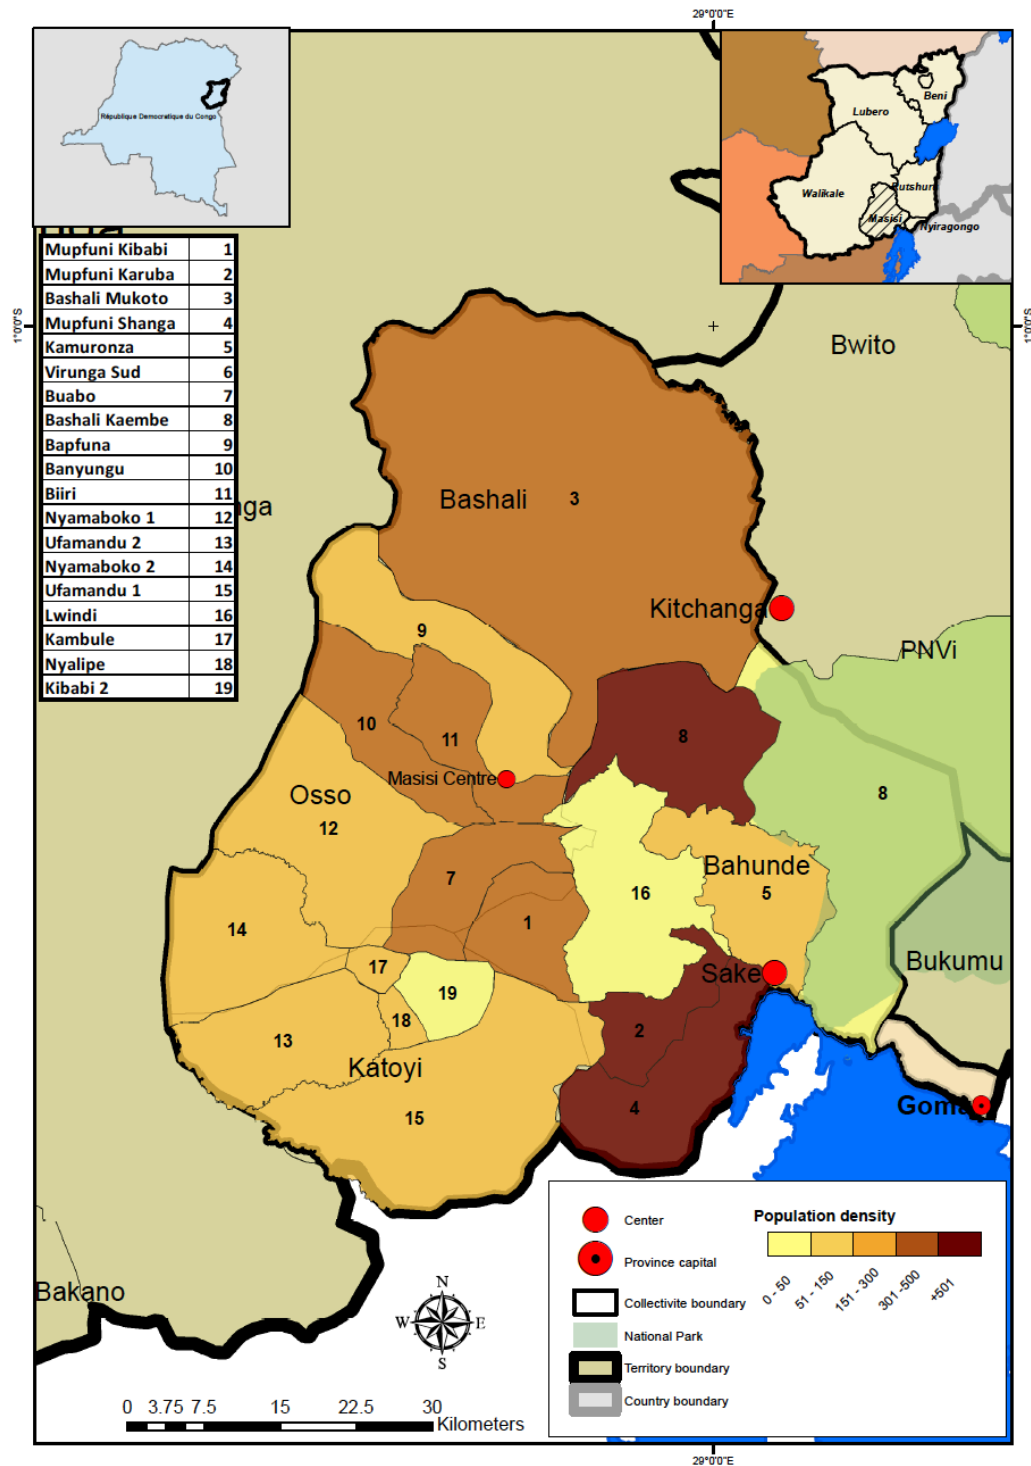 29°0'0"E
République Democratique du Congo
Beni
Lubero
Walikale
Rutshuru
Masisi
Nyiragongo
Mupfuni Kibabi 1
Mupfuni Karuba 2
Bashali Mukoto 3
Mupfuni Shanga 4
Kamuronza 5
Virunga Sud 6
Buabo 7
Bashali Kaembe 8
Bapfuna 9
Banyungu 10
Biiri 11
Nyamaboko 1 12
Ufamandu 2 13
Nyamaboko 2 14
Ufamandu 1 15
Lwindi 16
Kambule 17
Nyalipe 18
Kibabi 2 19
1°0'0"S
1°0'0"S
Bwito
Bashali
3
nga
Kitchanga
9
PNVi
10
11
8
Masisi Centre
8
Osso
12
7
Bahunde
16
5
1
14
17
19
Sake
Bukumu
18
2
13
Katoyi
15
4
Goma
Bakano
N
W
E
S
0 3.75 7.5 15 22.5 30
Kilometers
Center
Province capital
Collectivite boundary
National Park
Territory boundary
Country boundary
Population density
0 - 50
51 - 150
151 - 300
301 -500
+501
29°0'0"E